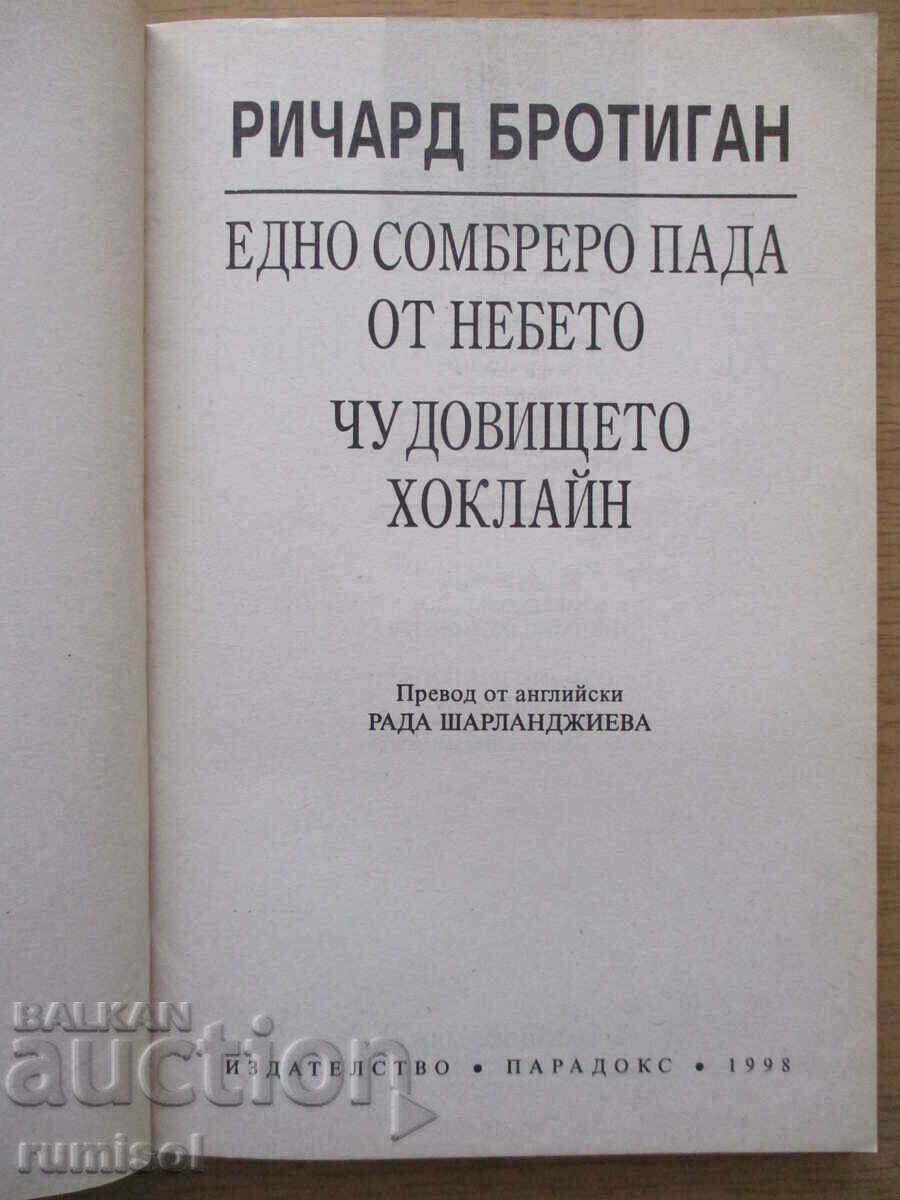 РИЧАРД БРОТИГАН
ЕДНО СОМБРЕРО ПАДА
ОТ НЕБЕТО
ЧУДОВИЩЕТО
ХОКЛАЙН
Превод от английски
РАДА ШАРЛАНДЖИЕВА
ИЗДАТЕЛСТВО • ПАРАДОКС • 1998
BALKAN
auction
rumisol